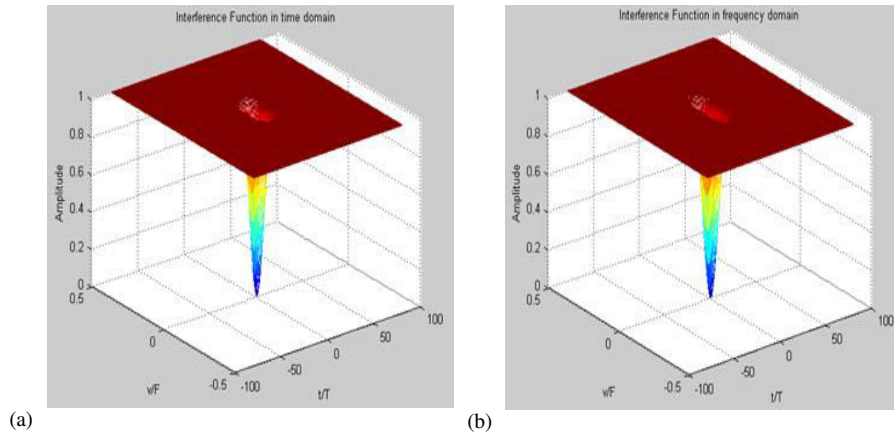 Interference Function in time domain
1
0.8
0.6
0.4
0.2
0
Amplitude
0.5
0
-0.5
v/F
-100
-50
0
50
100
t/T
(a)
Interference Function in frequency domain
1
0.8
0.6
0.4
0.2
0
Amplitude
0.5
0
-0.5
v/F
-100
-50
0
50
100
t/T
(b)